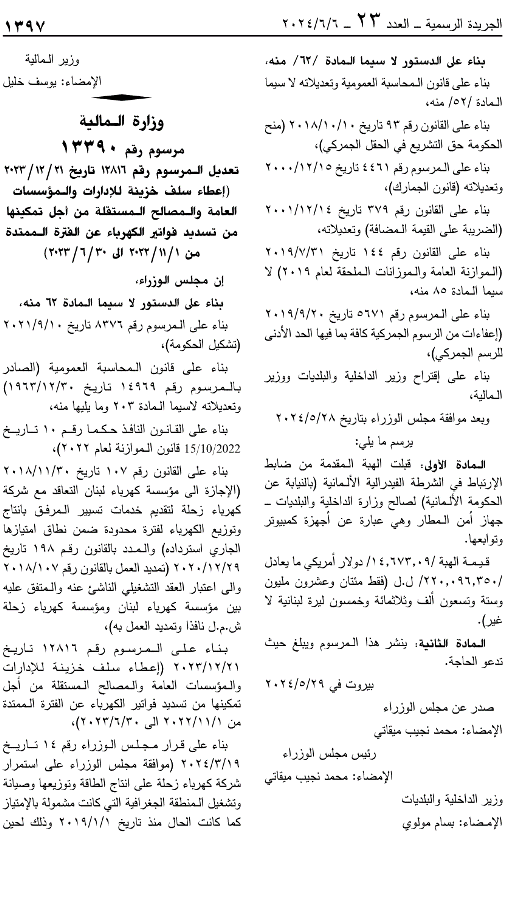 الجريدة الرسمية ــ العدد ٢٣ ــ ٢٠٢٤/٦/٦
١٣٩٧
بناء على الدستور لا سيما المادة /٦٢/ منه،
بناء على قانون المحاسبة العمومية وتعديلاته لا سيما
المادة /٥٢/ منه،
بناء على القانون رقم ٩٣ تاريخ ٢٠١٨/١٠/١٠ (منح
الحكومة حق التشريع في الحقل الجمركي)،
بناء على المرسوم رقم ٤٤٦١ تاريخ ٢٠٠٠/١٢/١٥
وتعديلاته (قانون الجمارك)،
بناء على القانون رقم ٣٧٩ تاريخ ٢٠٠١/١٢/١٤
(الضريبة على القيمة المضافة) وتعديلاته،
بناء على القانون رقم ١٤٤ تاريخ ٢٠١٩/٧/٣١
(الموازنة العامة والموازنات الملحقة لعام ٢٠١٩) لا
سيما المادة ٨٥ منه،
بناء على المرسوم رقم ٥٦٧١ تاريخ ٢٠١٩/٩/٢٠
(إعفاءات من الرسوم الجمركية كافة بما فيها الحد الأدنى
للرسم الجمركي)،
بناء على إقتراح وزير الداخلية والبلديات ووزير
المالية،
وبعد موافقة مجلس الوزراء بتاريخ ٢٠٢٤/٥/٢٨
يرسم ما يلي:
المادة الأولى: قبلت الهبة المقدمة من ضابط
الإرتباط في الشرطة الفيدرالية الألمانية (بالنيابة عن
الحكومة الألمانية) لصالح وزارة الداخلية والبلديات ــ
جهاز أمن المطار وهي عبارة عن أجهزة كمبيوتر
وتوابعها.
قيمة الهبة /١٤,٦٧٣,٠٩/ دولار أمريكي ما يعادل
/٢٢٠,٠٩٦,٣٥٠/ ل.ل (فقط مئتان وعشرون مليون
وستة وتسعون ألف وثلاثمائة وخمسون ليرة لبنانية لا
غير).
المادة الثانية: ينشر هذا المرسوم ويبلغ حيث
تدعو الحاجة.
بيروت في ٢٠٢٤/٥/٢٩
صدر عن مجلس الوزراء
الإمضاء: محمد نجيب ميقاتي
رئيس مجلس الوزراء
الإمضاء: محمد نجيب ميقاتي
وزير الداخلية والبلديات
الإمضاء: بسام مولوي
وزير المالية
الإمضاء: يوسف خليل
وزارة المالية
مرسوم رقم ١٣٣٩٠
تعديل المرسوم رقم ١٢٨١٦ تاريخ ٢٠٢٣/١٢/٢١
(إعطاء سلف خزينة للإدارات والمؤسسات
العامة والمصالح المستقلة من أجل تمكينها
من تسديد فواتير الكهرباء عن الفترة الممتدة
من ٢٠٢٢/١١/١ الى ٢٠٢٣/٦/٣٠)
إن مجلس الوزراء،
بناء على الدستور لا سيما المادة ٦٢ منه،
بناء على المرسوم رقم ٨٣٧٦ تاريخ ٢٠٢١/٩/١٠
(تشكيل الحكومة)،
بناء على قانون المحاسبة العمومية (الصادر
بالمرسوم رقم ١٤٩٦٩ تاريخ ١٩٦٣/١٢/٣٠)
وتعديلاته لاسيما المادة ٢٠٣ وما يليها منه،
بناء على القانون النافذ حكما رقم ١٠ تاريخ
15/10/2022 قانون الموازنة لعام ٢٠٢٢)،
بناء على القانون رقم ١٠٧ تاريخ ٢٠١٨/١١/٣٠
(الإجازة الى مؤسسة كهرباء لبنان التعاقد مع شركة
كهرباء زحلة لتقديم خدمات تسيير المرفق بانتاج
وتوزيع الكهرباء لفترة محدودة ضمن نطاق امتيازها
الجاري استرداده) والمدد بالقانون رقم ١٩٨ تاريخ
٢٠٢٠/١٢/٢٩ (تمديد العمل بالقانون رقم ٢٠١٨/١٠٧
والى اعتبار العقد التشغيلي الناشئ عنه والمتفق عليه
بين مؤسسة كهرباء لبنان ومؤسسة كهرباء زحلة
ش.م.ل نافذا وتمديد العمل به)،
بناء على المرسوم رقم ١٢٨١٦ تاريخ
٢٠٢٣/١٢/٢١ (إعطاء سلف خزينة للإدارات
والمؤسسات العامة والمصالح المستقلة من أجل
تمكينها من تسديد فواتير الكهرباء عن الفترة الممتدة
من ٢٠٢٢/١١/١ الى ٢٠٢٣/٦/٣٠)،
بناء على قرار مجلس الوزراء رقم ١٤ تاريخ
٢٠٢٤/٣/١٩ (موافقة مجلس الوزراء على استمرار
شركة كهرباء زحلة على انتاج الطاقة وتوزيعها وصيانة
وتشغيل المنطقة الجغرافية التي كانت مشمولة بالإمتياز
كما كانت الحال منذ تاريخ ٢٠١٩/١/١ وذلك لحين